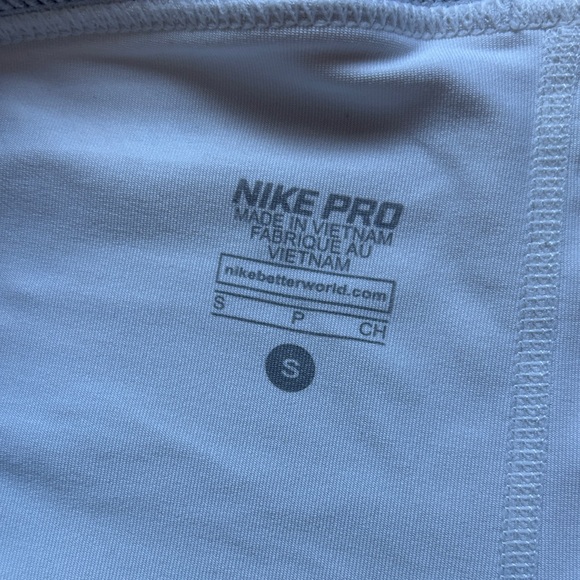 NIKE PRO
MADE IN VIETNAM
FABRIQUE AU
VIETNAM
nikebetterworld.com
S P CH
S